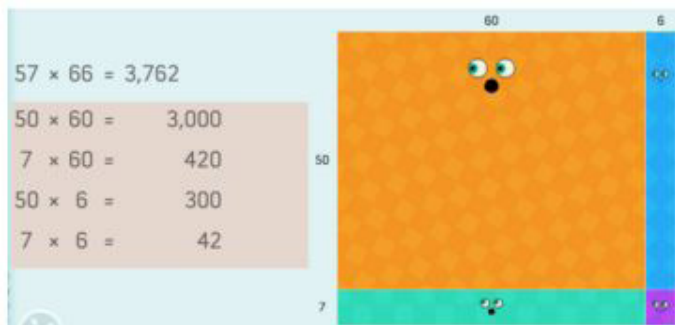 57 × 66 = 3,762
50 × 60 = 3,000
7 × 60 = 420
50 × 6 = 300
7 × 6 = 42
60 6
50
7